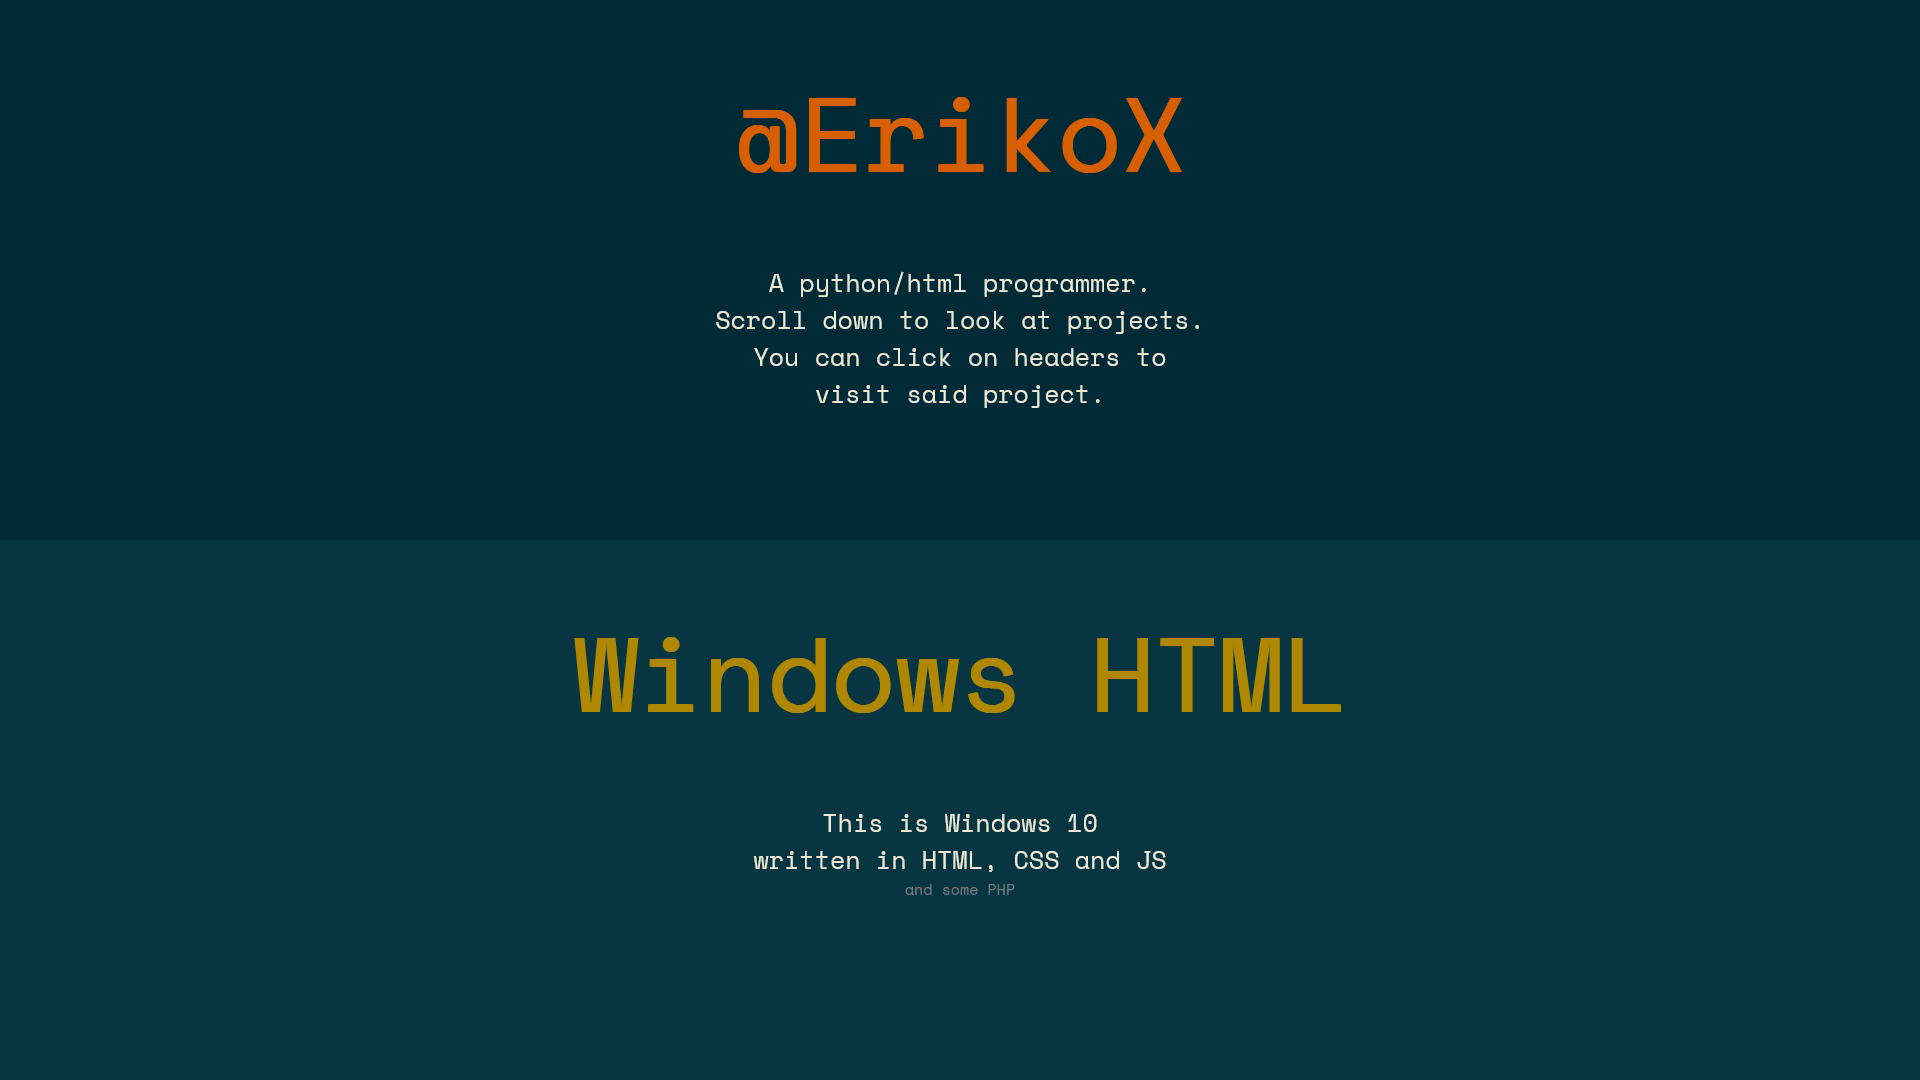 @ErikoX
A python/html programmer.
Scroll down to look at projects.
You can click on headers to
visit said project.
Windows HTML
This is Windows 10
written in HTML, CSS and JS
and some PHP